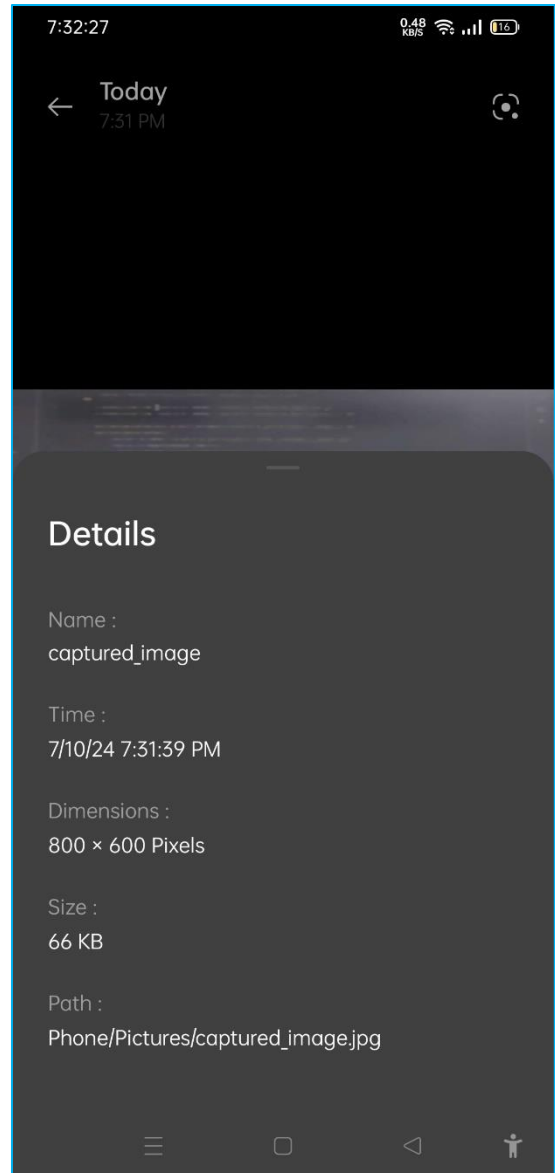 7:32:27
0.48 KB/S
16
Today
7:31 PM
Details
Name :
captured_image
Time :
7/10/24 7:31:39 PM
Dimensions :
800 × 600 Pixels
Size :
66 KB
Path :
Phone/Pictures/captured_image.jpg